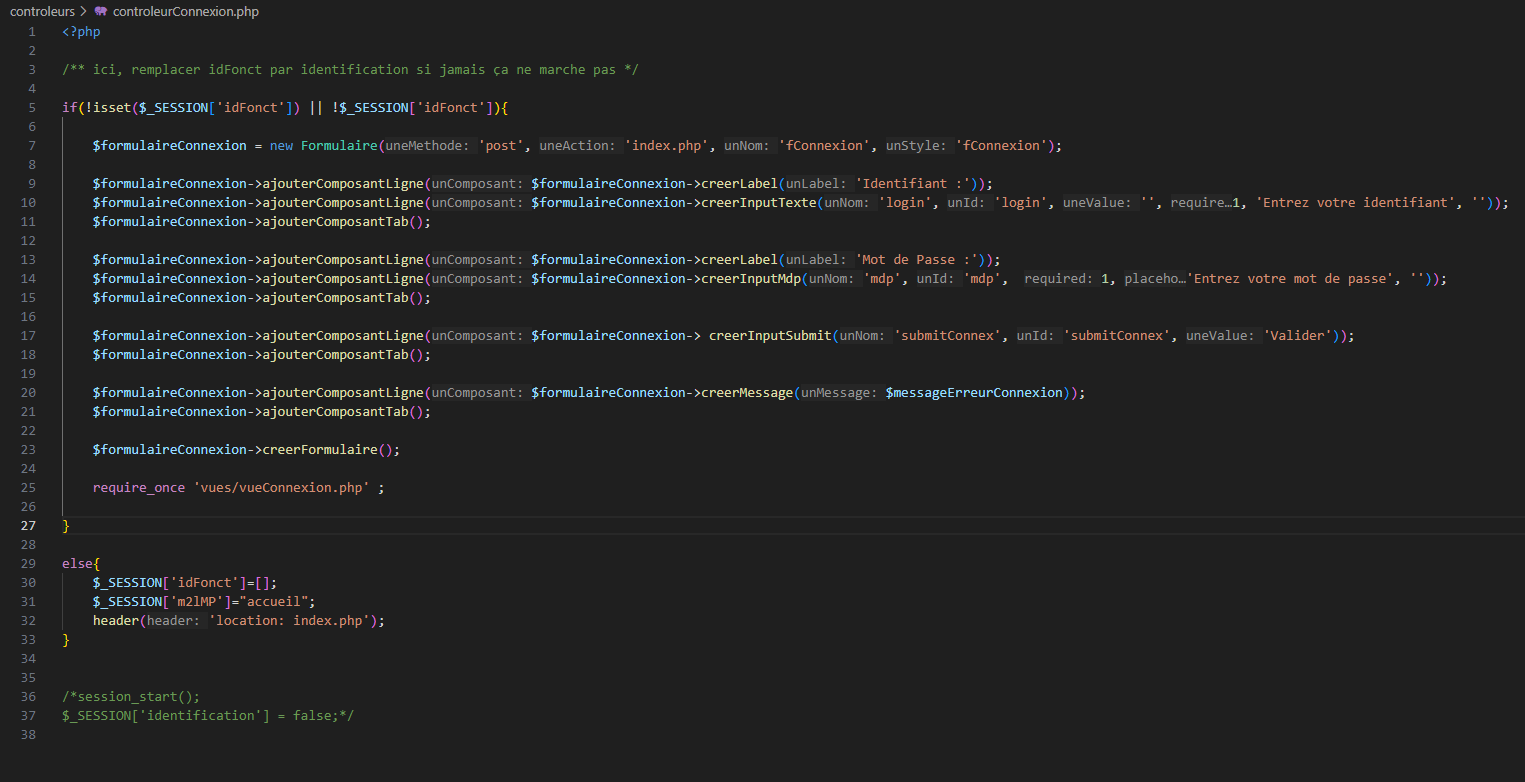 controleurs > controleurConnexion.php
1 <?php
2
3 /** ici, remplacer idFonct par identification si jamais ça ne marche pas */
4
5 if(!isset($_SESSION['idFonct']) || !$_SESSION['idFonct']){
6
7 $formulaireConnexion = new Formulaire(uneMethode: 'post', uneAction: 'index.php', unNom: 'fConnexion', unStyle: 'fConnexion');
8
9 $formulaireConnexion->ajouterComposantLigne(unComposant: $formulaireConnexion->creerLabel(unLabel: 'Identifiant :'));
10 $formulaireConnexion->ajouterComposantLigne(unComposant: $formulaireConnexion->creerInputTexte(unNom: 'login', unId: 'login', uneValue: '', require…1, 'Entrez votre identifiant', ''));
11 $formulaireConnexion->ajouterComposantTab();
12
13 $formulaireConnexion->ajouterComposantLigne(unComposant: $formulaireConnexion->creerLabel(unLabel: 'Mot de Passe :'));
14 $formulaireConnexion->ajouterComposantLigne(unComposant: $formulaireConnexion->creerInputMdp(unNom: 'mdp', unId: 'mdp', required: 1, placeho…'Entrez votre mot de passe', ''));
15 $formulaireConnexion->ajouterComposantTab();
16
17 $formulaireConnexion->ajouterComposantLigne(unComposant: $formulaireConnexion-> creerInputSubmit(unNom: 'submitConnex', unId: 'submitConnex', uneValue: 'Valider'));
18 $formulaireConnexion->ajouterComposantTab();
19
20 $formulaireConnexion->ajouterComposantLigne(unComposant: $formulaireConnexion->creerMessage(unMessage: $messageErreurConnexion));
21 $formulaireConnexion->ajouterComposantTab();
22
23 $formulaireConnexion->creerFormulaire();
24
25 require_once 'vues/vueConnexion.php' ;
26
27 }
28
29 else{
30 $_SESSION['idFonct']=[];
31 $_SESSION['m2lMP']="accueil";
32 header(header: 'location: index.php');
33 }
34
35
36 /*session_start();
37 $_SESSION['identification'] = false;*/
38